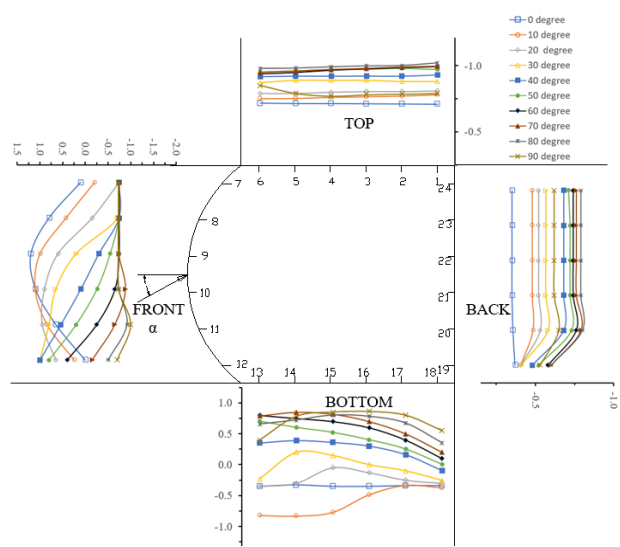 0 degree
10 degree
20 degree
30 degree
40 degree
50 degree
60 degree
70 degree
80 degree
90 degree
-1.0
-0.5
TOP
1.5 1.0 0.5 0.0 -0.5 -1.0 -1.5 -2.0
6 5 4 3 2 1
7
8
9
10
11
12
24
23
22
21
20
19
FRONT
α
BACK
13 14 15 16 17 18
BOTTOM
-0.5 -1.0
1.0
0.5
0.0
-0.5
-1.0